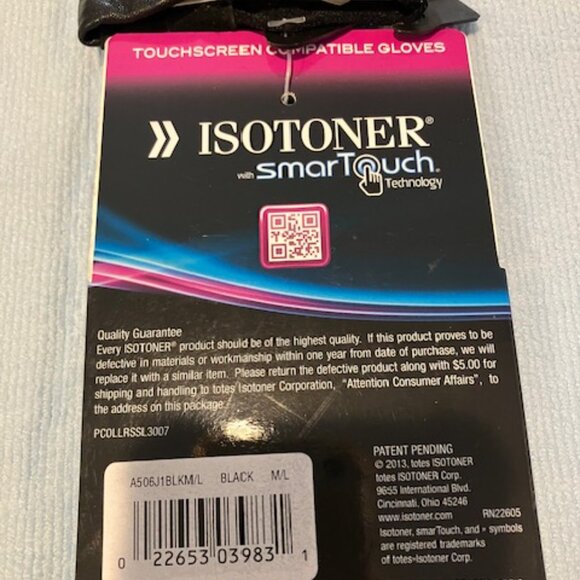 TOUCHSCREEN COMPATIBLE GLOVES
» ISOTONER®
with smarTouch®
Technology
Quality Guarantee
Every ISOTONER® product should be of the highest quality. If this product proves to be
defective in materials or workmanship within one year from date of purchase, we will
replace it with a similar item. Please return the defective product along with $5.00 for
shipping and handling to totes Isotoner Corporation, “Attention Consumer Affairs”, to
the address on this package.
PCOLLRSSL3007
A506J1BLKM/L BLACK M/L
0 22653 03983 1
PATENT PENDING
© 2013, totes ISOTONER
totes ISOTONER Corp.
9655 International Blvd.
Cincinnati, Ohio 45246
www.isotoner.com RN22605
Isotoner, smarTouch, and » symbols
are registered trademarks
of totes»Isotoner Corp.